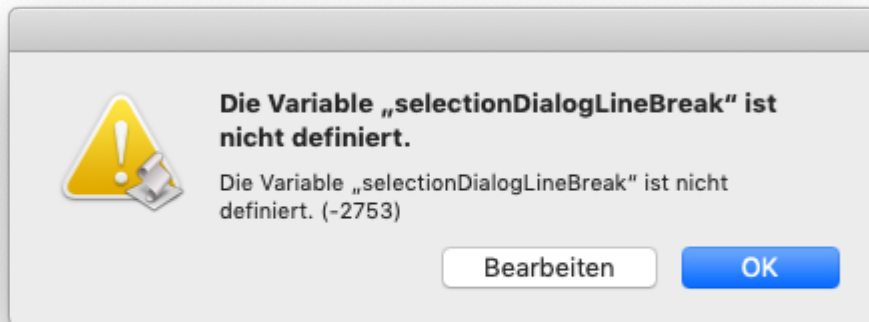 Die Variable „selectionDialogLineBreak“ ist
nicht definiert.
Die Variable „selectionDialogLineBreak“ ist nicht
definiert. (-2753)
Bearbeiten
OK